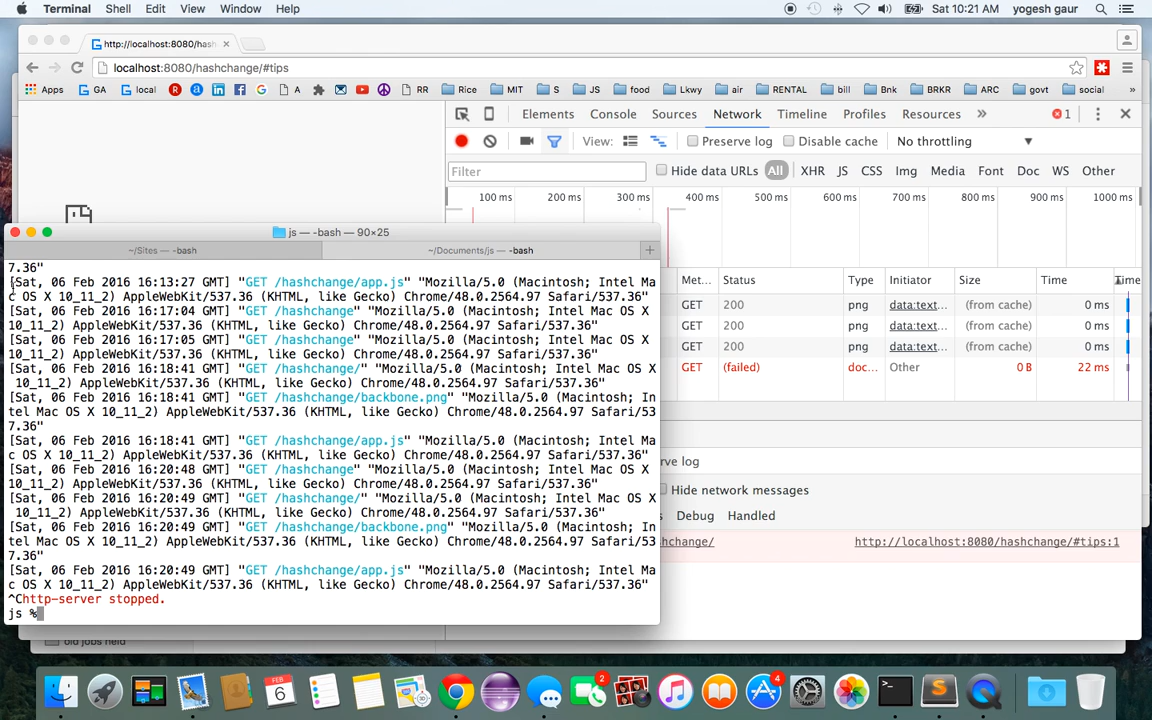 Terminal Shell Edit View Window Help Sat 10:21 AM yogesh gaur
http://localhost:8080/hash
localhost:8080/hashchange/#tips
Apps GA local RR A Rice MIT S JS food Lkwy air RENTAL bill Bnk BRKR ARC govt social »
Elements Console Sources Network Timeline Profiles Resources » 1
View: Preserve log Disable cache No throttling
Filter Hide data URLs All XHR JS CSS Img Media Font Doc WS Other
100 ms 200 ms 300 ms 400 ms 500 ms 600 ms 700 ms 800 ms 900 ms 1000 ms
js — -bash — 90×25
~/Sites — -bash ~/Documents/js — -bash
7.36"
[Sat, 06 Feb 2016 16:13:27 GMT] "GET /hashchange/app.js" "Mozilla/5.0 (Macintosh; Intel Ma
c OS X 10_11_2) AppleWebKit/537.36 (KHTML, like Gecko) Chrome/48.0.2564.97 Safari/537.36"
[Sat, 06 Feb 2016 16:17:04 GMT] "GET /hashchange" "Mozilla/5.0 (Macintosh; Intel Mac OS X
10_11_2) AppleWebKit/537.36 (KHTML, like Gecko) Chrome/48.0.2564.97 Safari/537.36"
[Sat, 06 Feb 2016 16:17:05 GMT] "GET /hashchange" "Mozilla/5.0 (Macintosh; Intel Mac OS X
10_11_2) AppleWebKit/537.36 (KHTML, like Gecko) Chrome/48.0.2564.97 Safari/537.36"
[Sat, 06 Feb 2016 16:18:41 GMT] "GET /hashchange/" "Mozilla/5.0 (Macintosh; Intel Mac OS X
10_11_2) AppleWebKit/537.36 (KHTML, like Gecko) Chrome/48.0.2564.97 Safari/537.36"
[Sat, 06 Feb 2016 16:18:41 GMT] "GET /hashchange/backbone.png" "Mozilla/5.0 (Macintosh; In
tel Mac OS X 10_11_2) AppleWebKit/537.36 (KHTML, like Gecko) Chrome/48.0.2564.97 Safari/53
7.36"
[Sat, 06 Feb 2016 16:18:41 GMT] "GET /hashchange/app.js" "Mozilla/5.0 (Macintosh; Intel Ma
c OS X 10_11_2) AppleWebKit/537.36 (KHTML, like Gecko) Chrome/48.0.2564.97 Safari/537.36"
[Sat, 06 Feb 2016 16:20:48 GMT] "GET /hashchange" "Mozilla/5.0 (Macintosh; Intel Mac OS X
10_11_2) AppleWebKit/537.36 (KHTML, like Gecko) Chrome/48.0.2564.97 Safari/537.36"
[Sat, 06 Feb 2016 16:20:49 GMT] "GET /hashchange/" "Mozilla/5.0 (Macintosh; Intel Mac OS X
10_11_2) AppleWebKit/537.36 (KHTML, like Gecko) Chrome/48.0.2564.97 Safari/537.36"
[Sat, 06 Feb 2016 16:20:49 GMT] "GET /hashchange/backbone.png" "Mozilla/5.0 (Macintosh; In
tel Mac OS X 10_11_2) AppleWebKit/537.36 (KHTML, like Gecko) Chrome/48.0.2564.97 Safari/53
7.36"
[Sat, 06 Feb 2016 16:20:49 GMT] "GET /hashchange/app.js" "Mozilla/5.0 (Macintosh; Intel Ma
c OS X 10_11_2) AppleWebKit/537.36 (KHTML, like Gecko) Chrome/48.0.2564.97 Safari/537.36"
^Chttp-server stopped.
js %
Met... Status Type Initiator Size Time Time
GET 200 png data:text... (from cache) 0 ms
GET 200 png data:text... (from cache) 0 ms
GET 200 png data:text... (from cache) 0 ms
GET (failed) doc... Other 0 B 22 ms
rve log
Hide network messages
s Debug Handled
shchange/ http://localhost:8080/hashchange/#tips:1
old jobs held
FEB
6
2
4